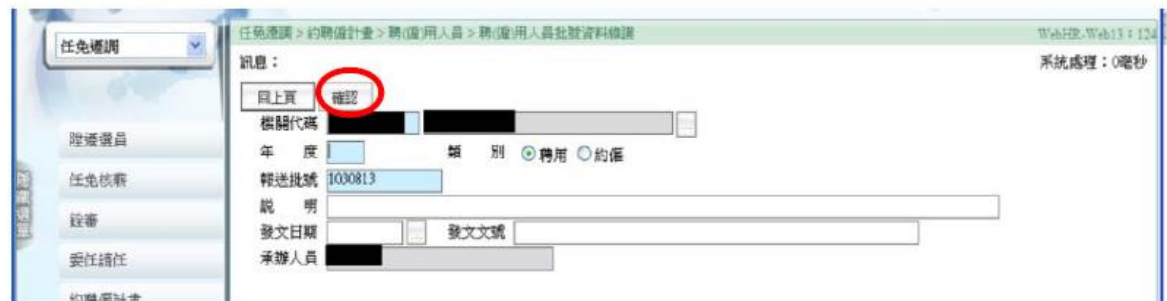 任免遷調
任免遷調 > 約聘僱計畫 > 聘(僱)用人員 > 聘(僱)用人員批號資料維護
WebHR-Web13 : 124
訊息：
系統處理：0毫秒
回上頁 確認
機關代碼
年 度 類 別 聘用 約僱
報送批號 1030813
說 明
發文日期 發文文號
承辦人員
陞遷選員
任免核薪
銓審
委任請任
約聘僱計畫